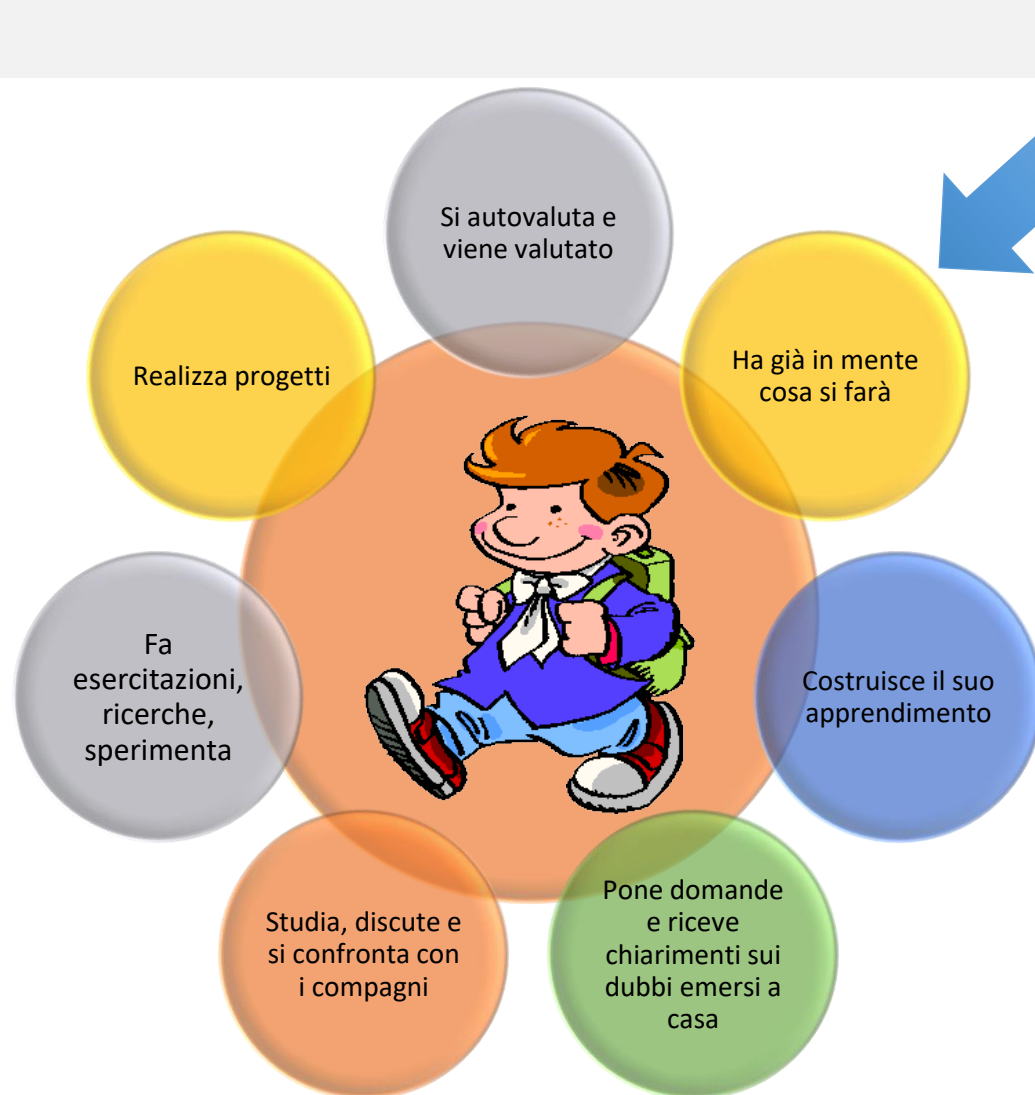 Si autovaluta e
viene valutato
Ha già in mente
cosa si farà
Costruisce il suo
apprendimento
Pone domande
e riceve
chiarimenti sui
dubbi emersi a
casa
Studia, discute e
si confronta con
i compagni
Fa
esercitazioni,
ricerche,
sperimenta
Realizza progetti